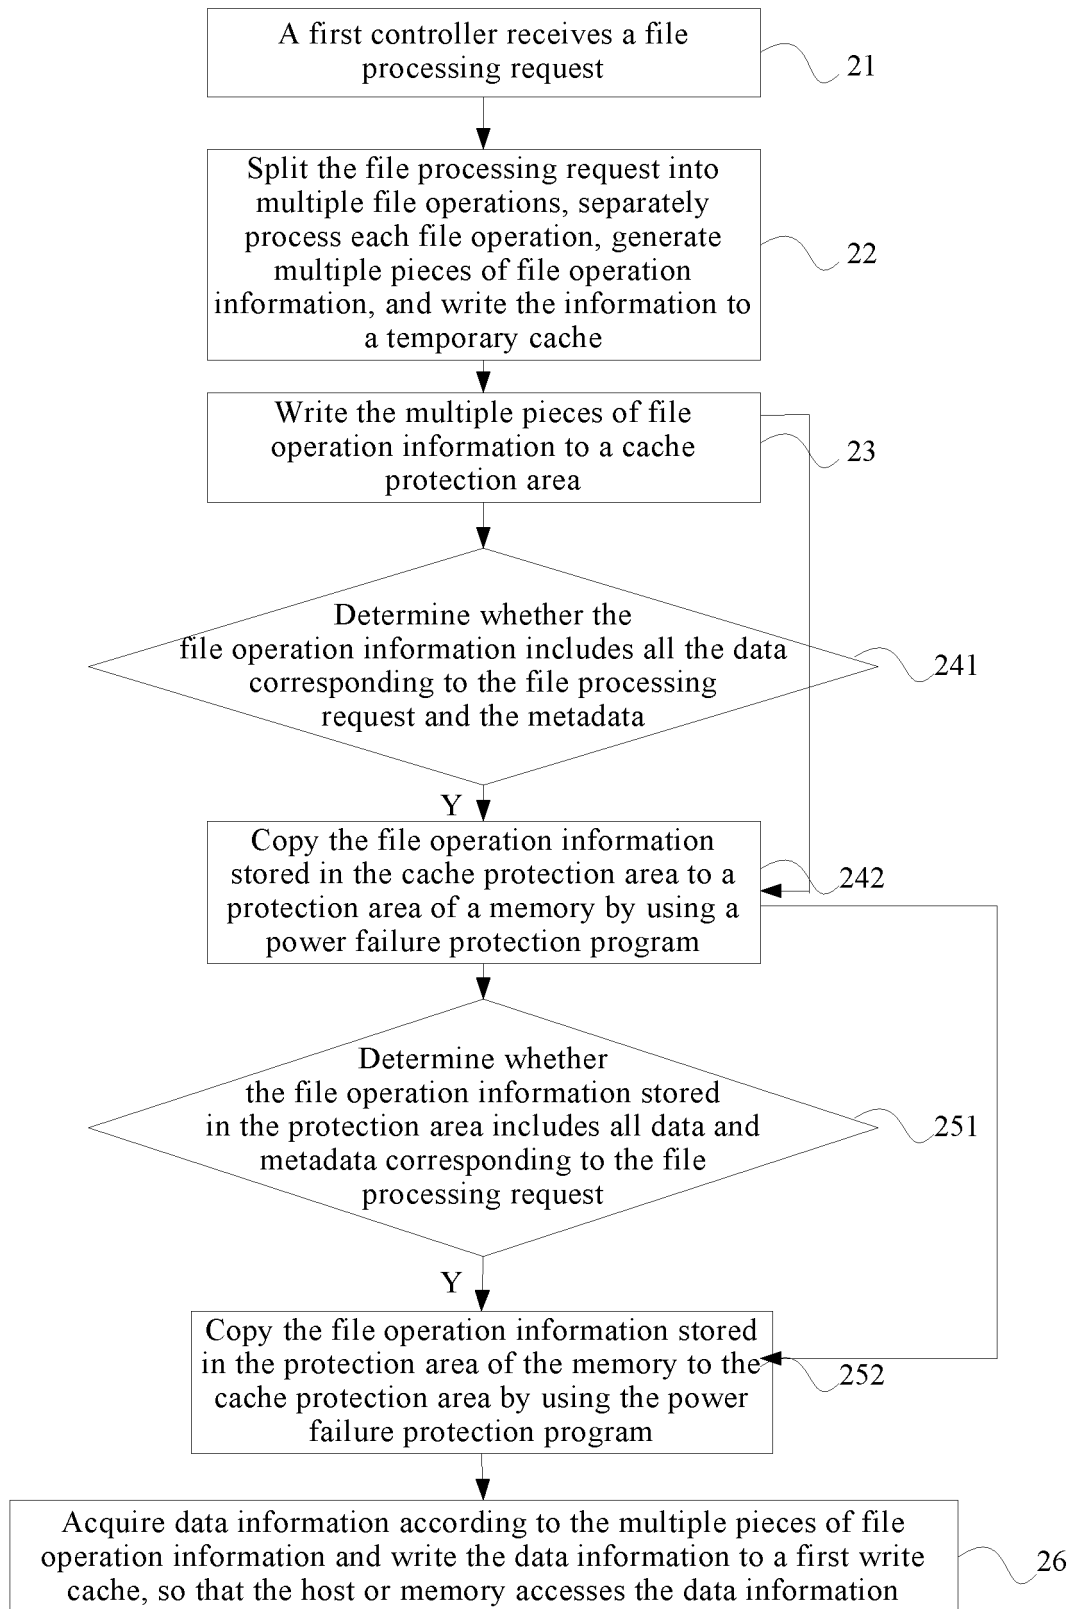 A first controller receives a file
processing request
21
Split the file processing request into
multiple file operations, separately
process each file operation, generate
multiple pieces of file operation
information, and write the information to
a temporary cache
22
Write the multiple pieces of file
operation information to a cache
protection area
23
Determine whether the
file operation information includes all the data
corresponding to the file processing
request and the metadata
241
Y
Copy the file operation information
stored in the cache protection area to a
protection area of a memory by using a
power failure protection program
242
Determine whether
the file operation information stored
in the protection area includes all data and
metadata corresponding to the file
processing request
251
Y
Copy the file operation information stored
in the protection area of the memory to the
cache protection area by using the power
failure protection program
252
Acquire data information according to the multiple pieces of file
operation information and write the data information to a first write
cache, so that the host or memory accesses the data information
26